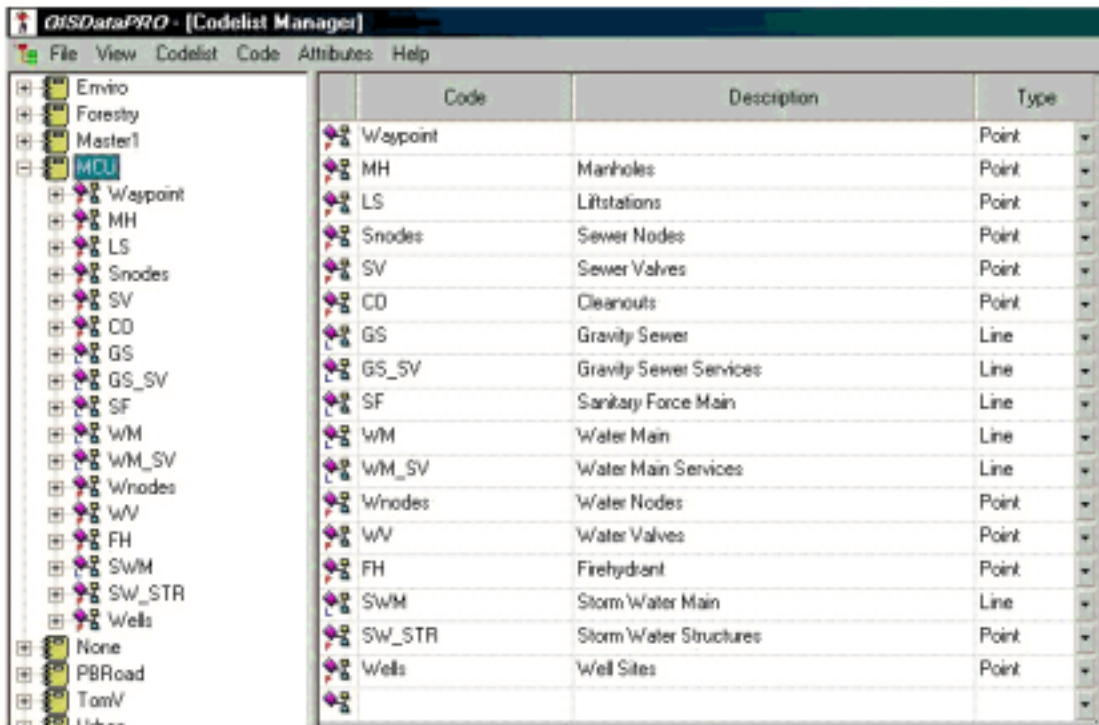 OISDataPRO - [Codelist Manager]
File View Codelist Code Attributes Help
Enviro
Forestry
Master1
MCU
Waypoint
MH
LS
Snodes
SV
CO
GS
GS_SV
SF
WM
WM_SV
Wnodes
WV
FH
SWM
SW_STR
Wells
None
PBRoad
TomV
Urban
Code Description Type
Waypoint Point
MH Manholes Point
LS Liftstations Point
Snodes Sewer Nodes Point
SV Sewer Valves Point
CO Cleanouts Point
GS Gravity Sewer Line
GS_SV Gravity Sewer Services Line
SF Sanitary Force Main Line
WM Water Main Line
WM_SV Water Main Services Line
Wnodes Water Nodes Point
WV Water Valves Point
FH Firehydrant Point
SWM Storm Water Main Line
SW_STR Storm Water Structures Point
Wells Well Sites Point